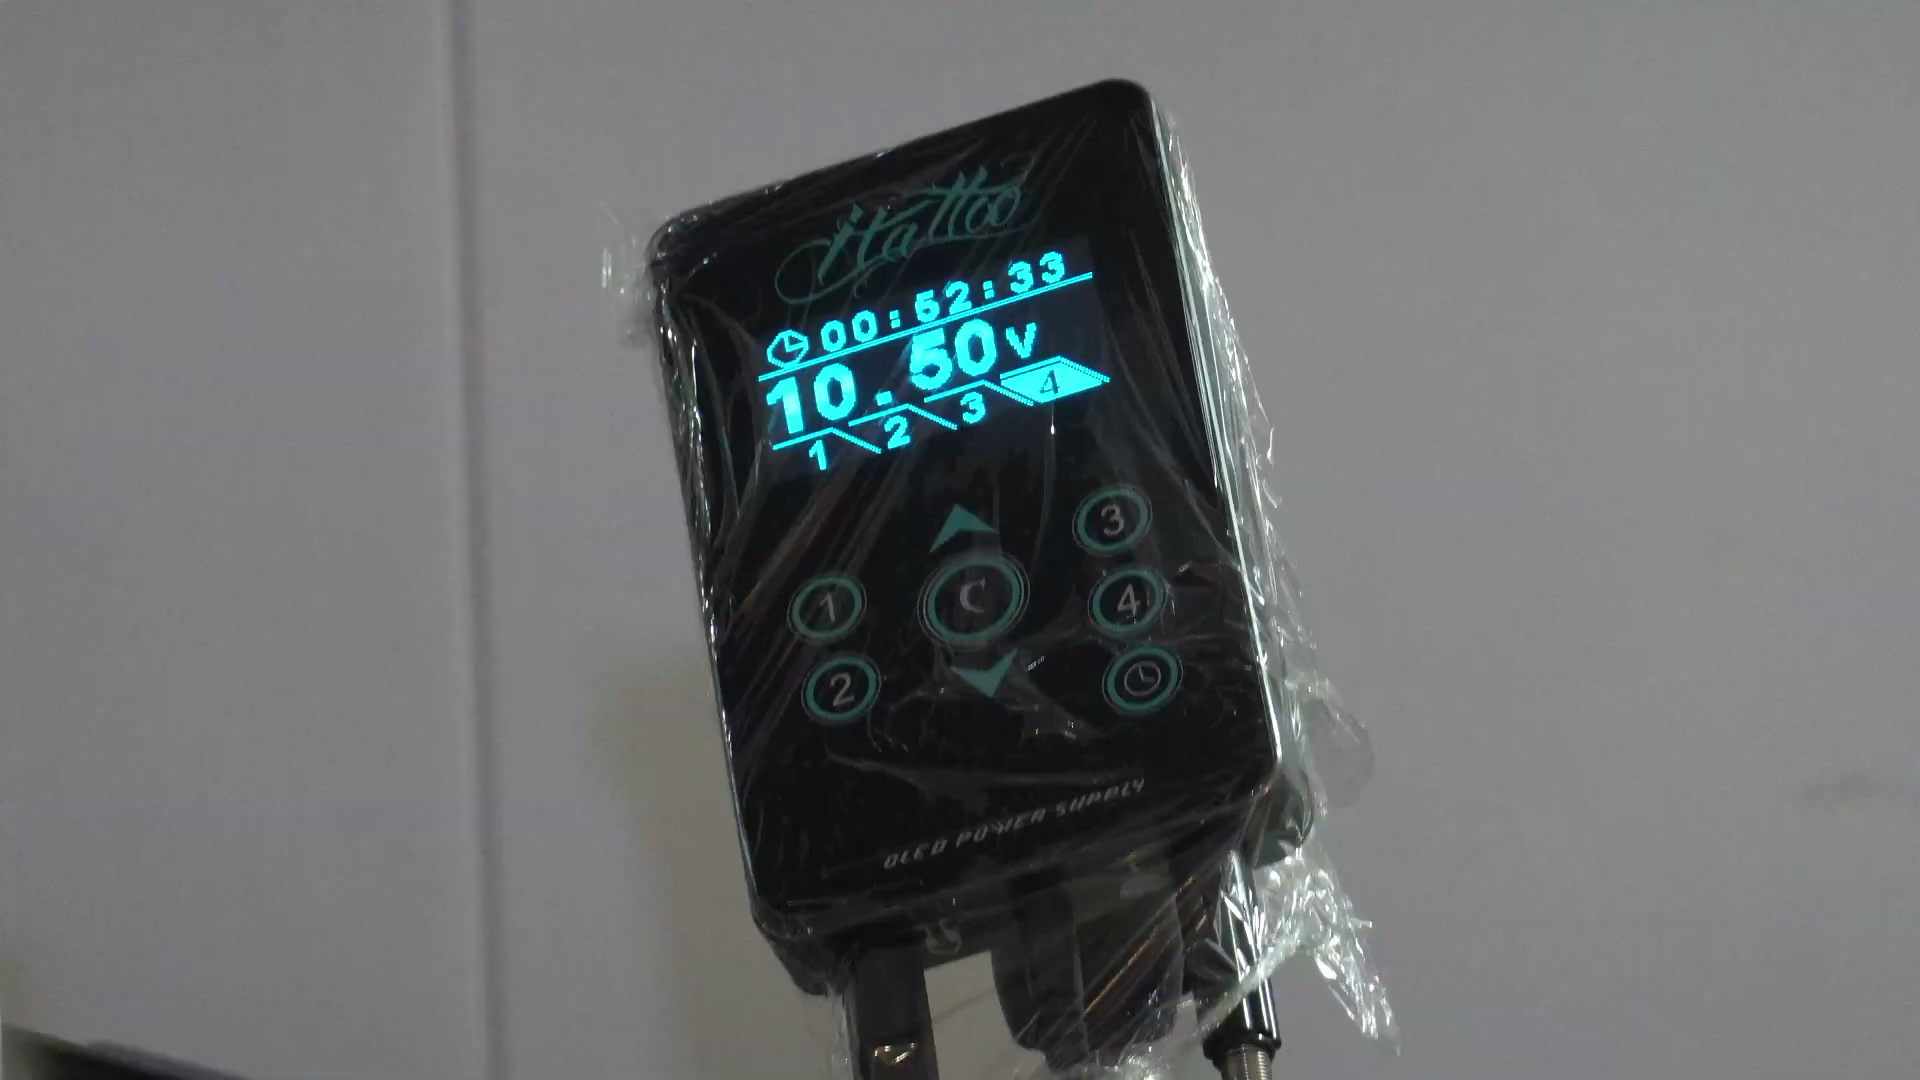 itattoo
00:52:33
10.50V
1 2 3 4
3
1 C 4
2
OLED POWER SUPPLY